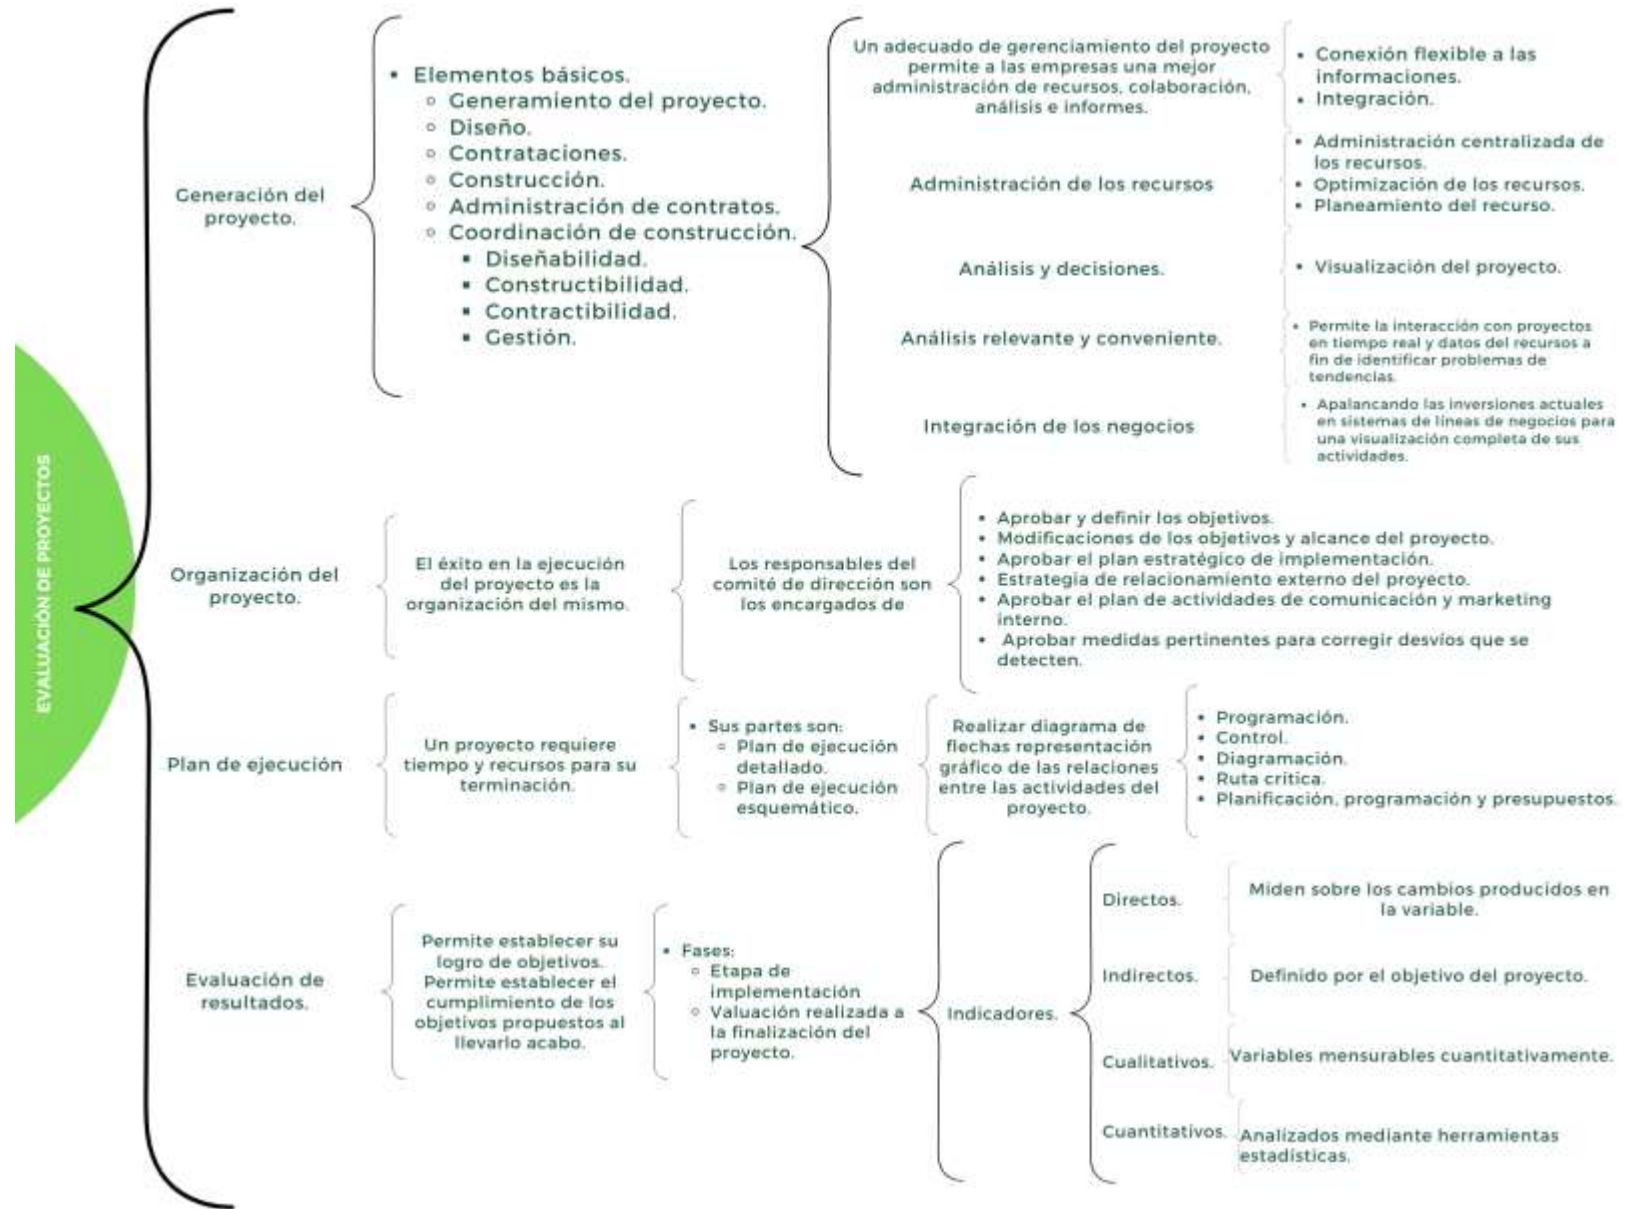 EVALUACIÓN DE PROYECTOS
Generación del
proyecto.
Elementos básicos.
Generamiento del proyecto.
Diseño.
Contrataciones.
Construcción.
Administración de contratos.
Coordinación de construcción.
Diseñabilidad.
Constructibilidad.
Contractibilidad.
Gestión.
Un adecuado de gerenciamiento del proyecto
permite a las empresas una mejor
administración de recursos, colaboración,
análisis e informes.
Conexión flexible a las
informaciones.
Integración.
Administración de los recursos
Administración centralizada de
los recursos.
Optimización de los recursos.
Planeamiento del recurso.
Análisis y decisiones.
Visualización del proyecto.
Análisis relevante y conveniente.
Permite la interacción con proyectos
en tiempo real y datos del recursos a
fin de identificar problemas de
tendencias.
Integración de los negocios
Apalancando las inversiones actuales
en sistemas de líneas de negocios para
una visualización completa de sus
actividades.
Organización del
proyecto.
El éxito en la ejecución
del proyecto es la
organización del mismo.
Los responsables del
comité de dirección son
los encargados de
Aprobar y definir los objetivos.
Modificaciones de los objetivos y alcance del proyecto.
Aprobar el plan estratégico de implementación.
Estrategia de relacionamiento externo del proyecto.
Aprobar el plan de actividades de comunicación y marketing
interno.
Aprobar medidas pertinentes para corregir desvíos que se
detecten.
Plan de ejecución
Un proyecto requiere
tiempo y recursos para su
terminación.
Sus partes son:
Plan de ejecución
detallado.
Plan de ejecución
esquemático.
Realizar diagrama de
flechas representación
gráfico de las relaciones
entre las actividades del
proyecto.
Programación.
Control.
Diagramación.
Ruta crítica.
Planificación, programación y presupuestos.
Evaluación de
resultados.
Permite establecer su
logro de objetivos.
Permite establecer el
cumplimiento de los
objetivos propuestos al
llevarlo acabo.
Fases:
Etapa de
implementación
Valuación realizada a
la finalización del
proyecto.
Indicadores.
Directos.
Miden sobre los cambios producidos en
la variable.
Indirectos.
Definido por el objetivo del proyecto.
Cualitativos.
Variables mensurables cuantitativamente.
Cuantitativos.
Analizados mediante herramientas
estadísticas.